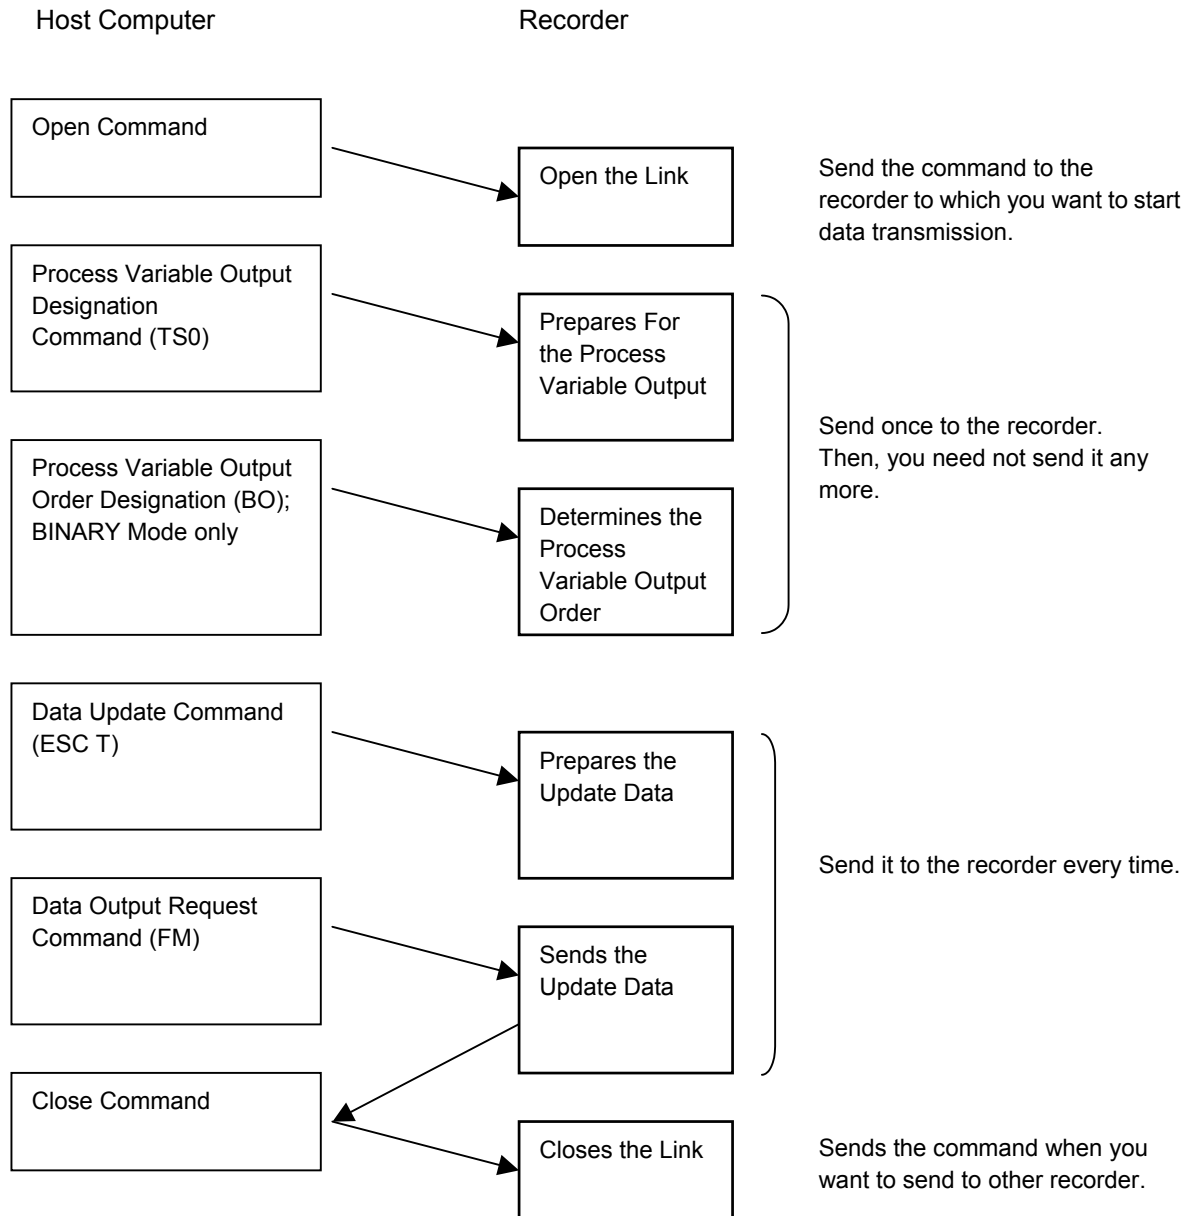 Host Computer
Recorder
Open Command
Open the Link
Send the command to the
recorder to which you want to start
data transmission.
Process Variable Output
Designation
Command (TS0)
Prepares For
the Process
Variable Output
Send once to the recorder.
Then, you need not send it any
more.
Process Variable Output
Order Designation (BO);
BINARY Mode only
Determines the
Process
Variable Output
Order
Data Update Command
(ESC T)
Prepares the
Update Data
Send it to the recorder every time.
Data Output Request
Command (FM)
Sends the
Update Data
Close Command
Closes the Link
Sends the command when you
want to send to other recorder.